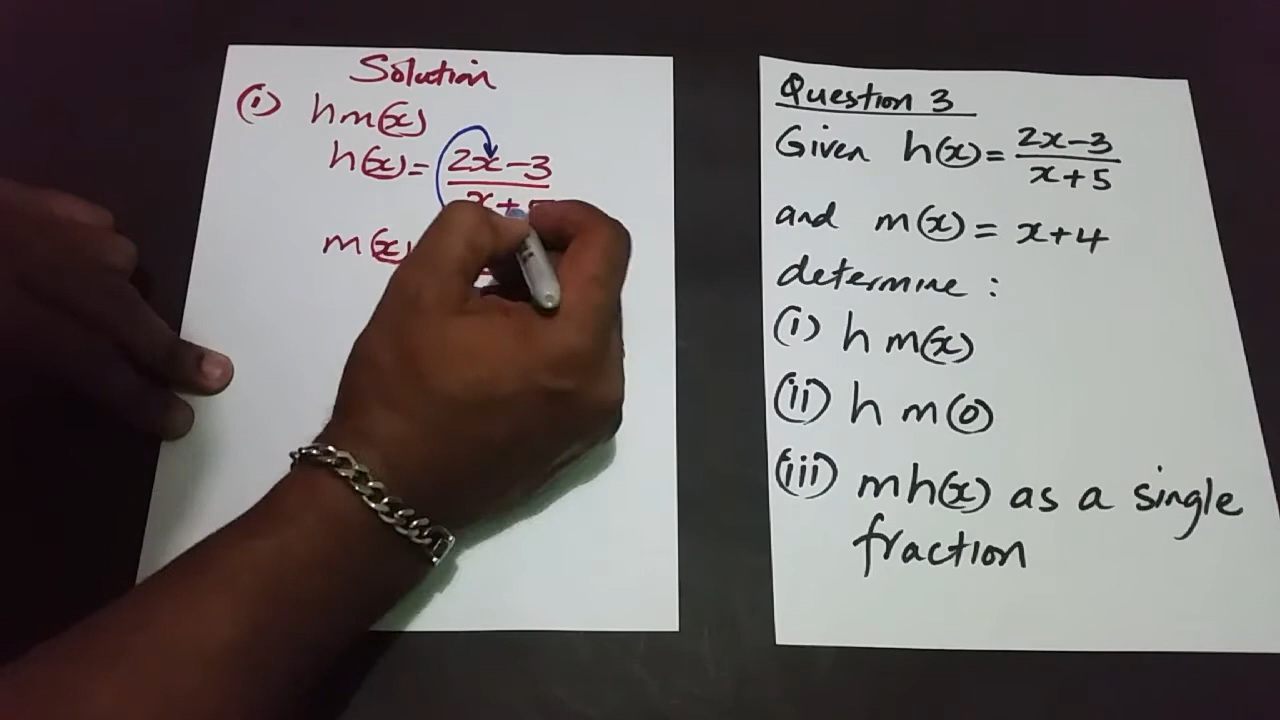 Solution
(i) hm(x)
h(x) = 2x-3
x+5
m(x)
Question 3
Given h(x) = 2x-3
x+5
and m(x) = x+4
determine :
(i) h m(x)
(ii) h m(0)
(iii) mh(x) as a single
fraction